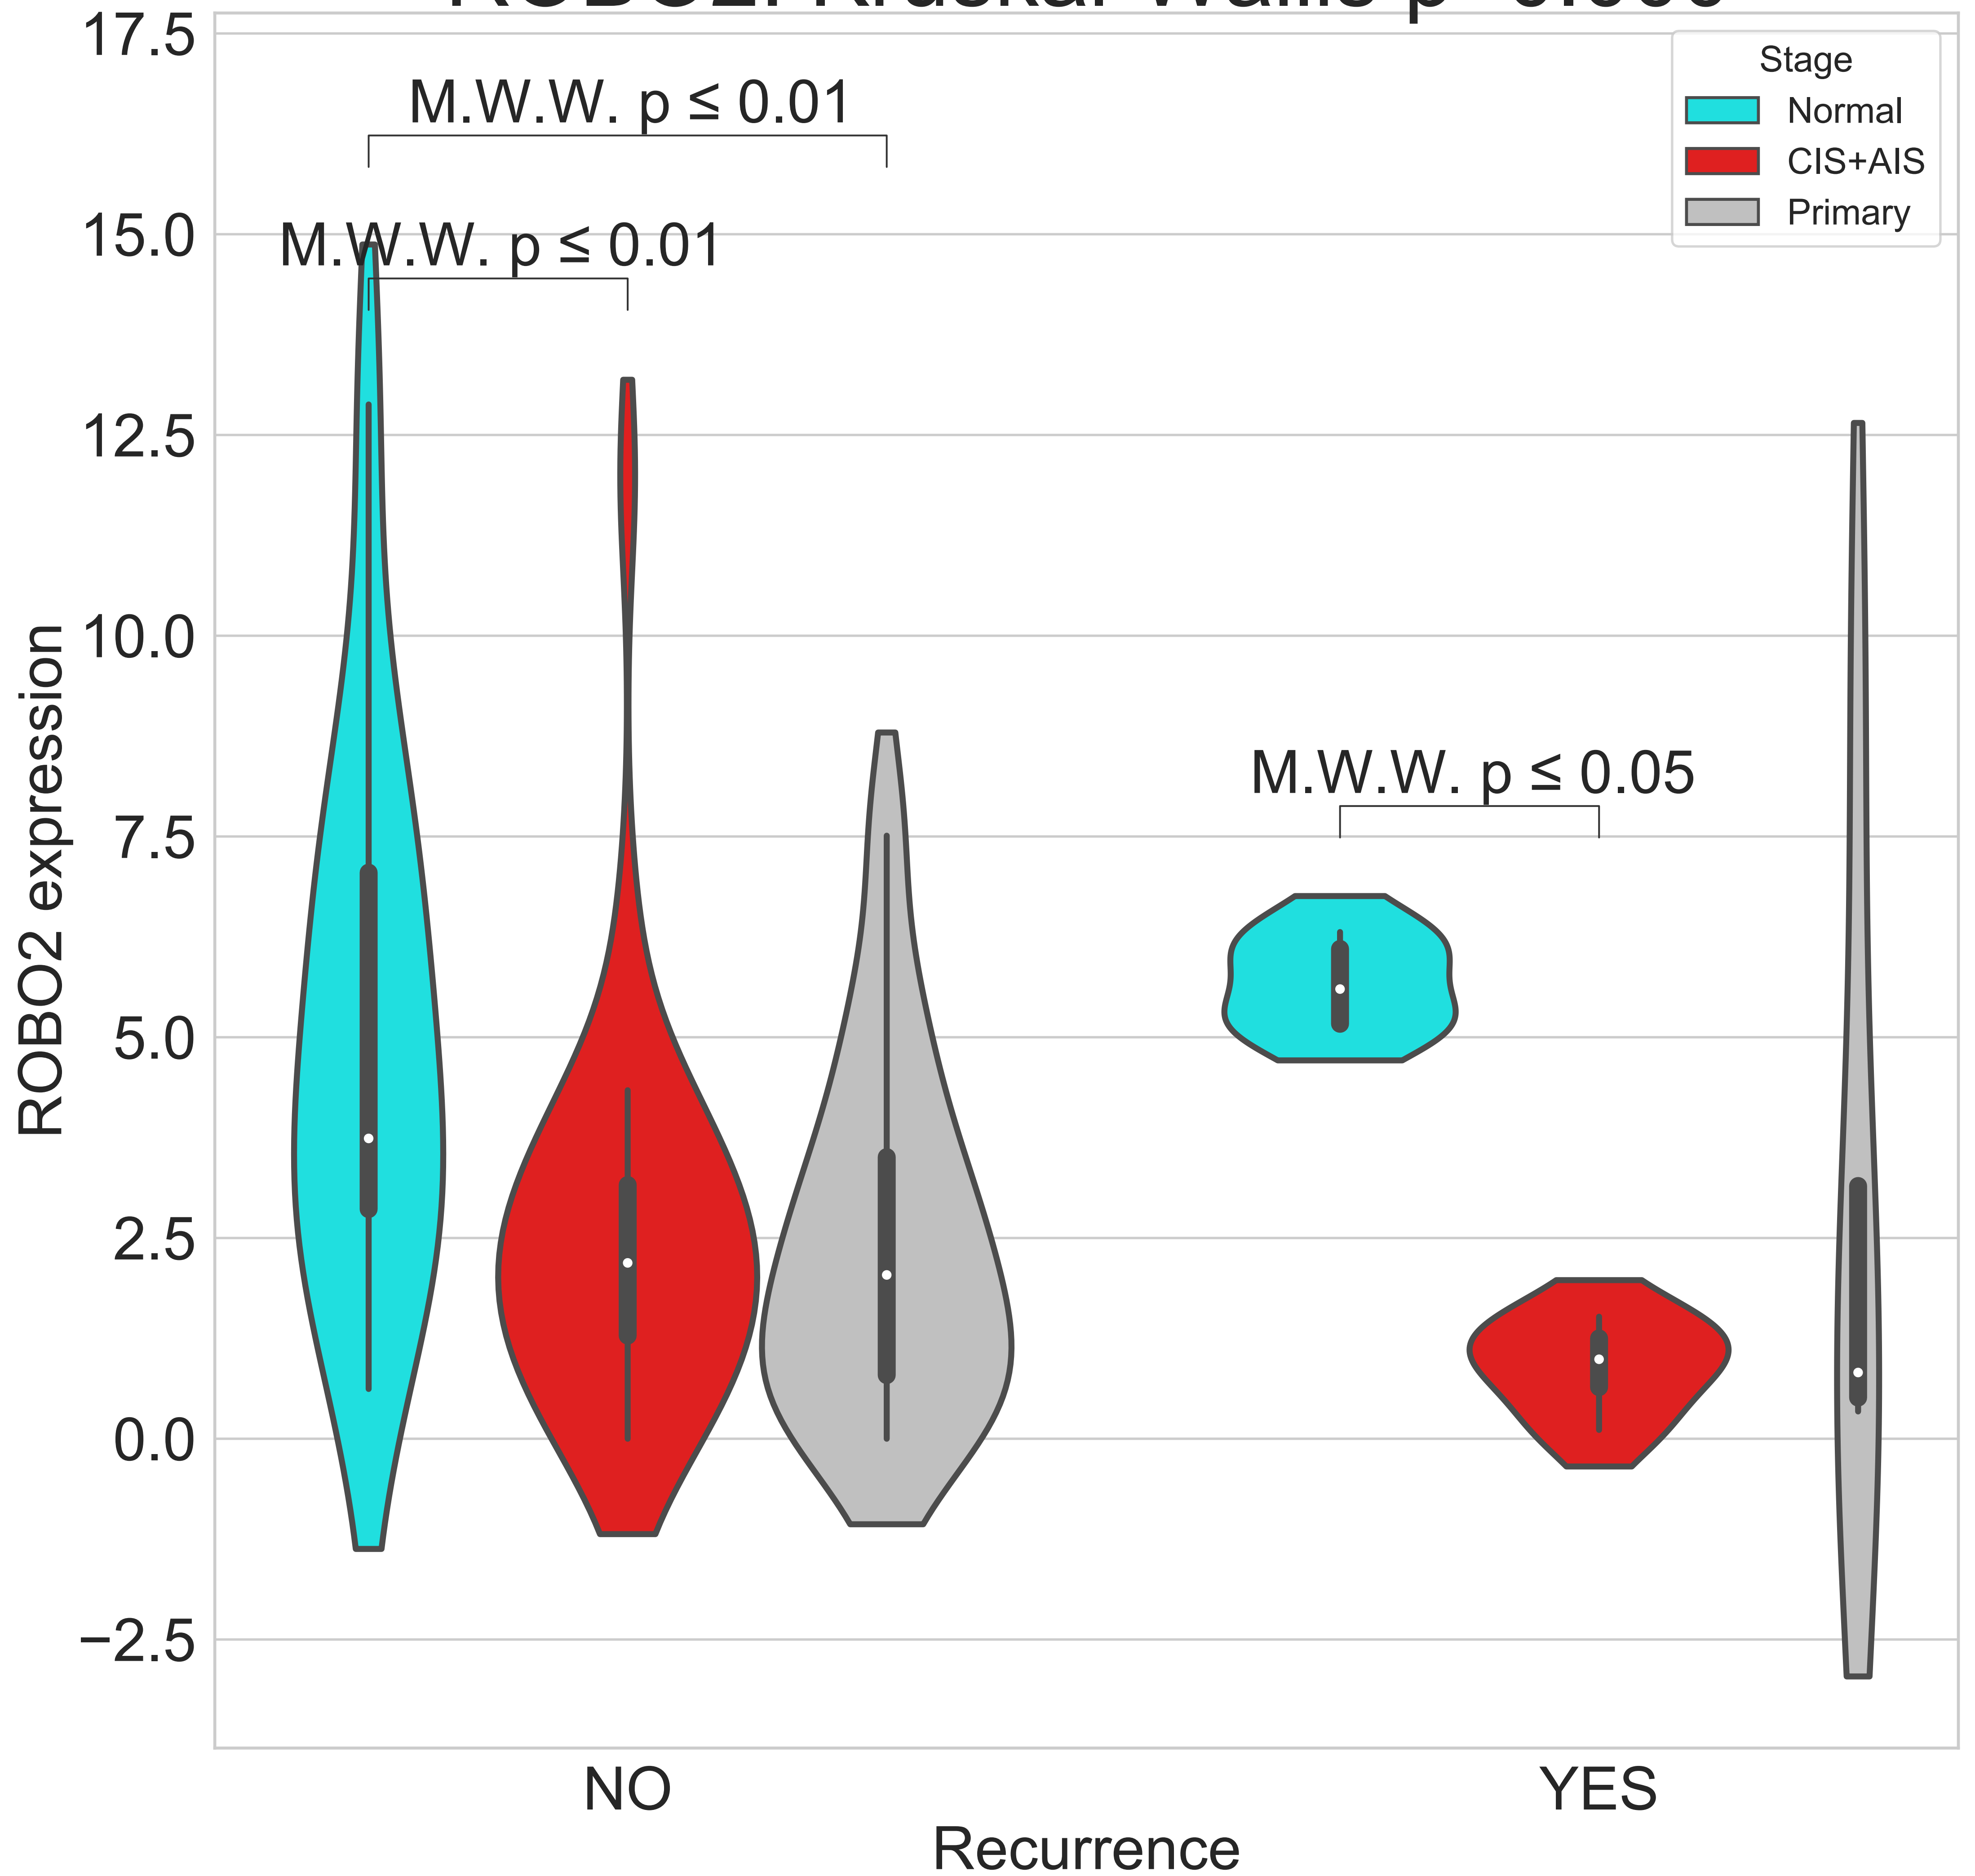 17.5
15.0
12.5
10.0
7.5
5.0
2.5
0.0
−2.5
ROBO2 expression
M.W.W. p ≤ 0.01
M.W.W. p ≤ 0.01
M.W.W. p ≤ 0.05
Stage
Normal
CIS+AIS
Primary
NO
YES
Recurrence